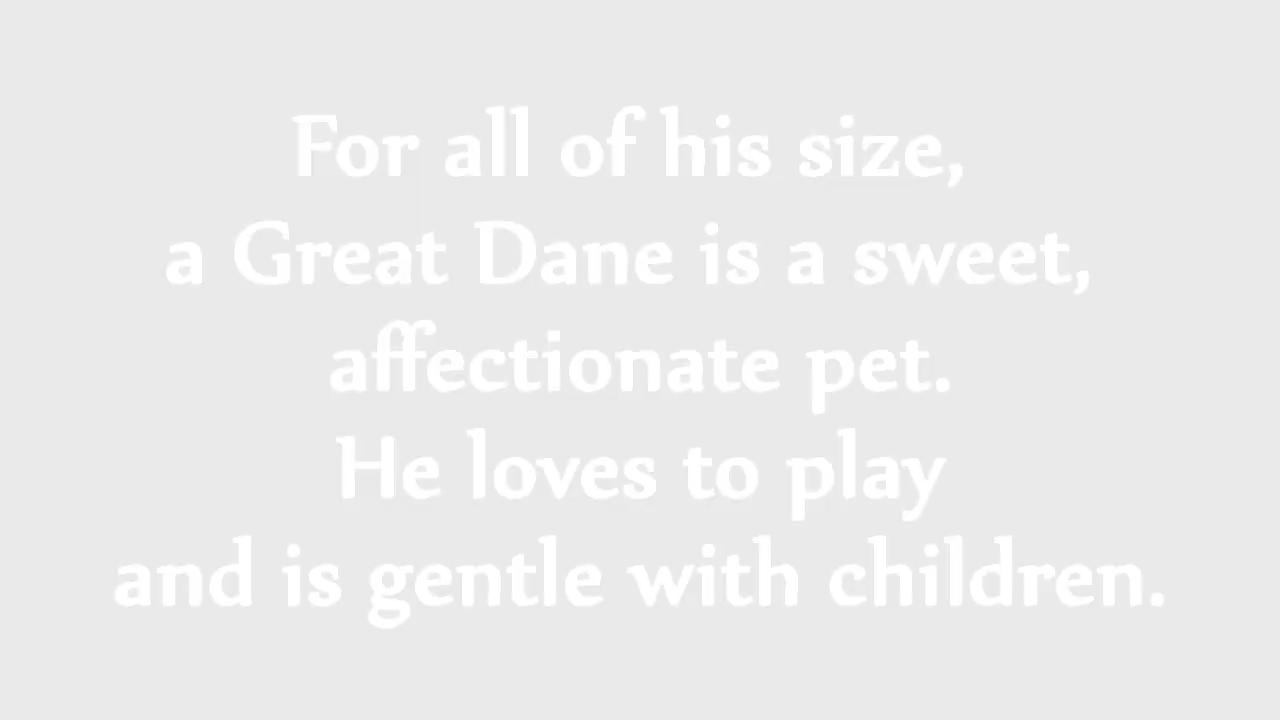 For all of his size,
a Great Dane is a sweet,
affectionate pet.
He loves to play
and is gentle with children.